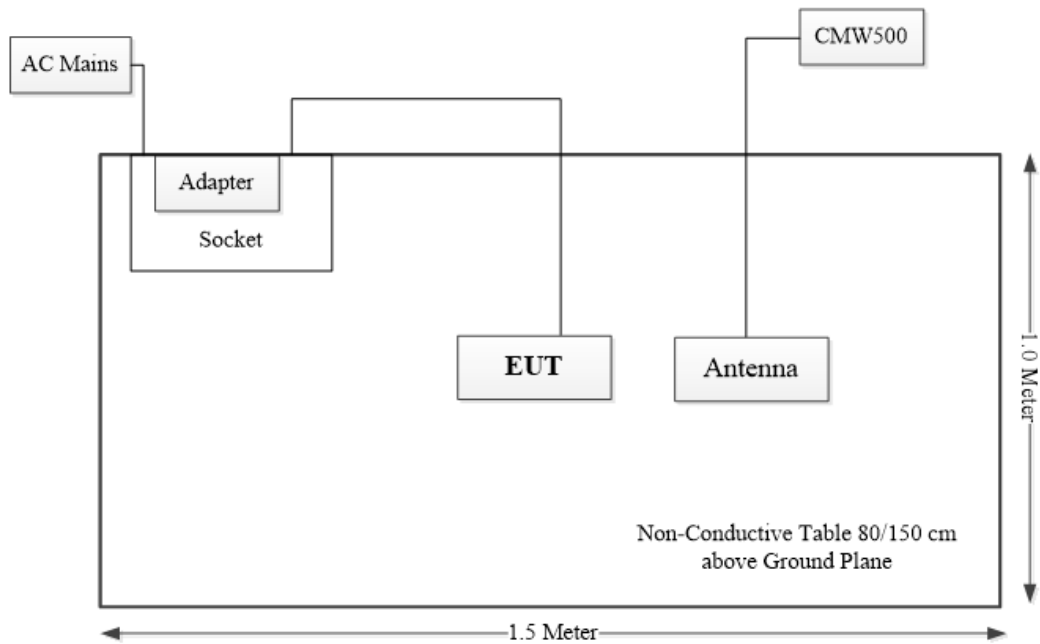 CMW500
AC Mains
Adapter
Socket
EUT
Antenna
1.0 Meter
Non-Conductive Table 80/150 cm
above Ground Plane
1.5 Meter